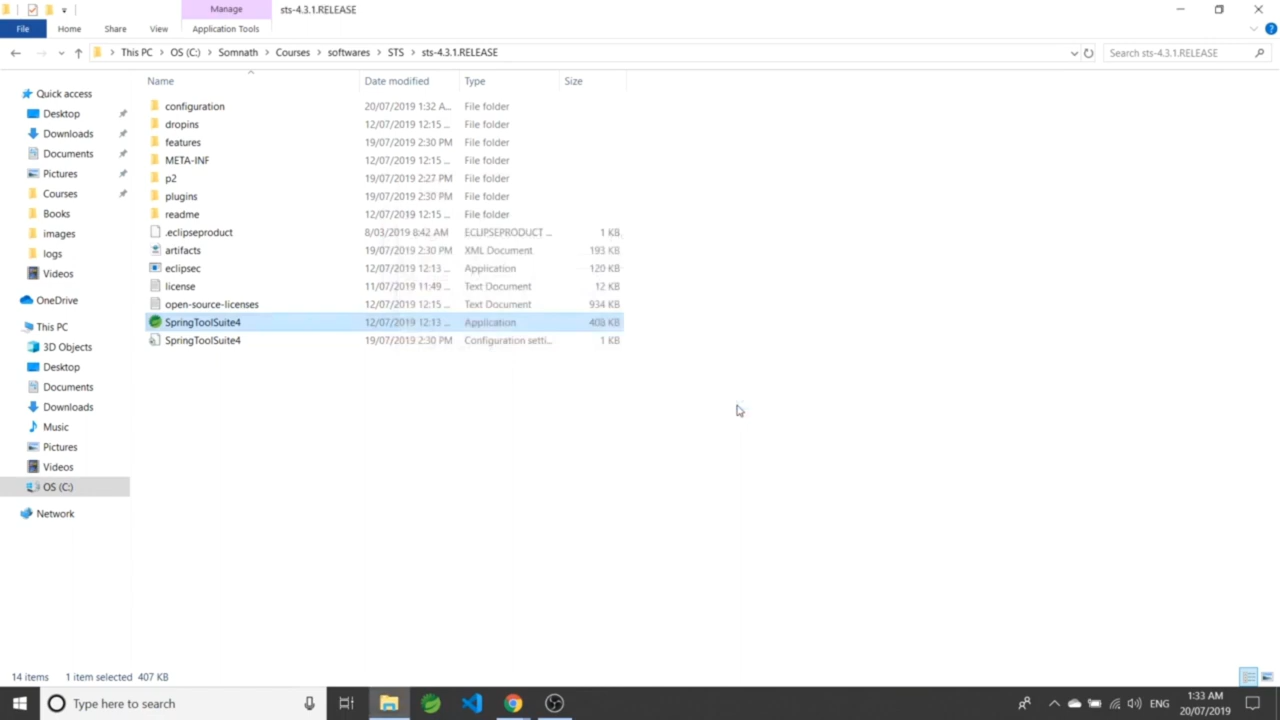 Manage
sts-4.3.1.RELEASE
File
Home
Share
View
Application Tools
This PC
OS (C:)
Somnath
Courses
softwares
STS
sts-4.3.1.RELEASE
Search sts-4.3.1.RELEASE
Name
Date modified
Type
Size
Quick access
Desktop
Downloads
Documents
Pictures
Courses
Books
images
logs
Videos
OneDrive
This PC
3D Objects
Desktop
Documents
Downloads
Music
Pictures
Videos
OS (C:)
Network
configuration 20/07/2019 1:32 A... File folder
dropins 12/07/2019 12:15 ... File folder
features 19/07/2019 2:30 PM File folder
META-INF 12/07/2019 12:15 ... File folder
p2 19/07/2019 2:27 PM File folder
plugins 19/07/2019 2:30 PM File folder
readme 12/07/2019 12:15 ... File folder
.eclipseproduct 8/03/2019 8:42 AM ECLIPSEPRODUCT ... 1 KB
artifacts 19/07/2019 2:30 PM XML Document 193 KB
eclipsec 12/07/2019 12:13 ... Application 120 KB
license 11/07/2019 11:49 ... Text Document 12 KB
open-source-licenses 12/07/2019 12:15 ... Text Document 934 KB
SpringToolSuite4 12/07/2019 12:13 ... Application 408 KB
SpringToolSuite4 19/07/2019 2:30 PM Configuration setti... 1 KB
14 items 1 item selected 407 KB
Type here to search
ENG
1:33 AM
20/07/2019